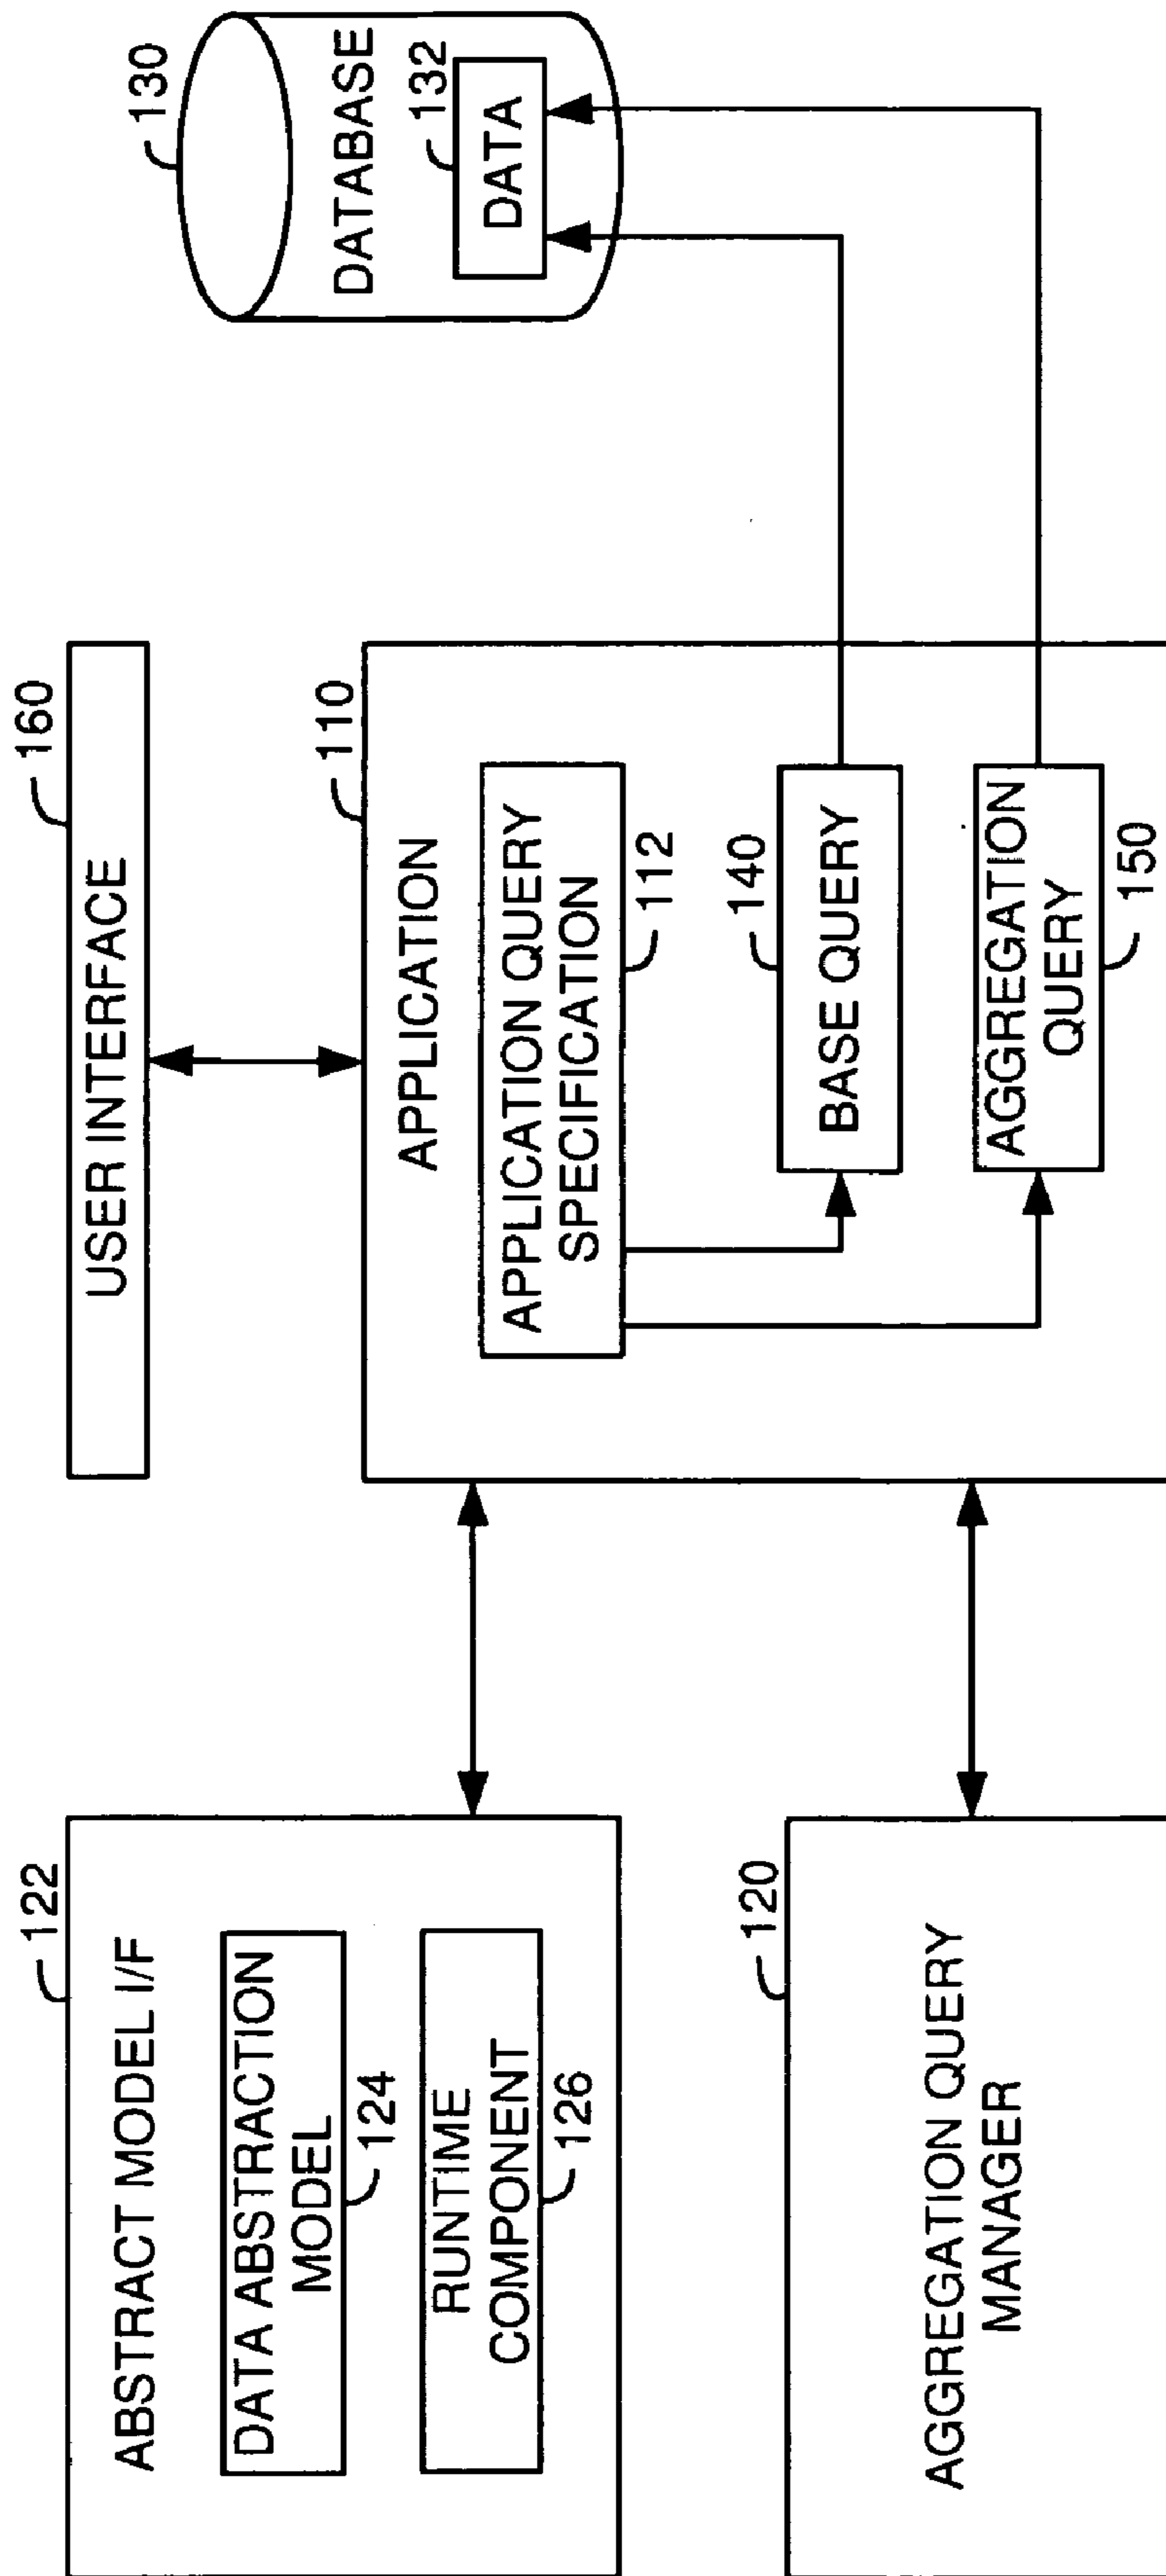 122
ABSTRACT MODEL I/F
DATA ABSTRACTION
MODEL
124
RUNTIME
COMPONENT
126
120
AGGREGATION QUERY
MANAGER
160
USER INTERFACE
110
APPLICATION
APPLICATION QUERY
SPECIFICATION
112
140
BASE QUERY
AGGREGATION
QUERY
150
130
DATABASE
132
DATA